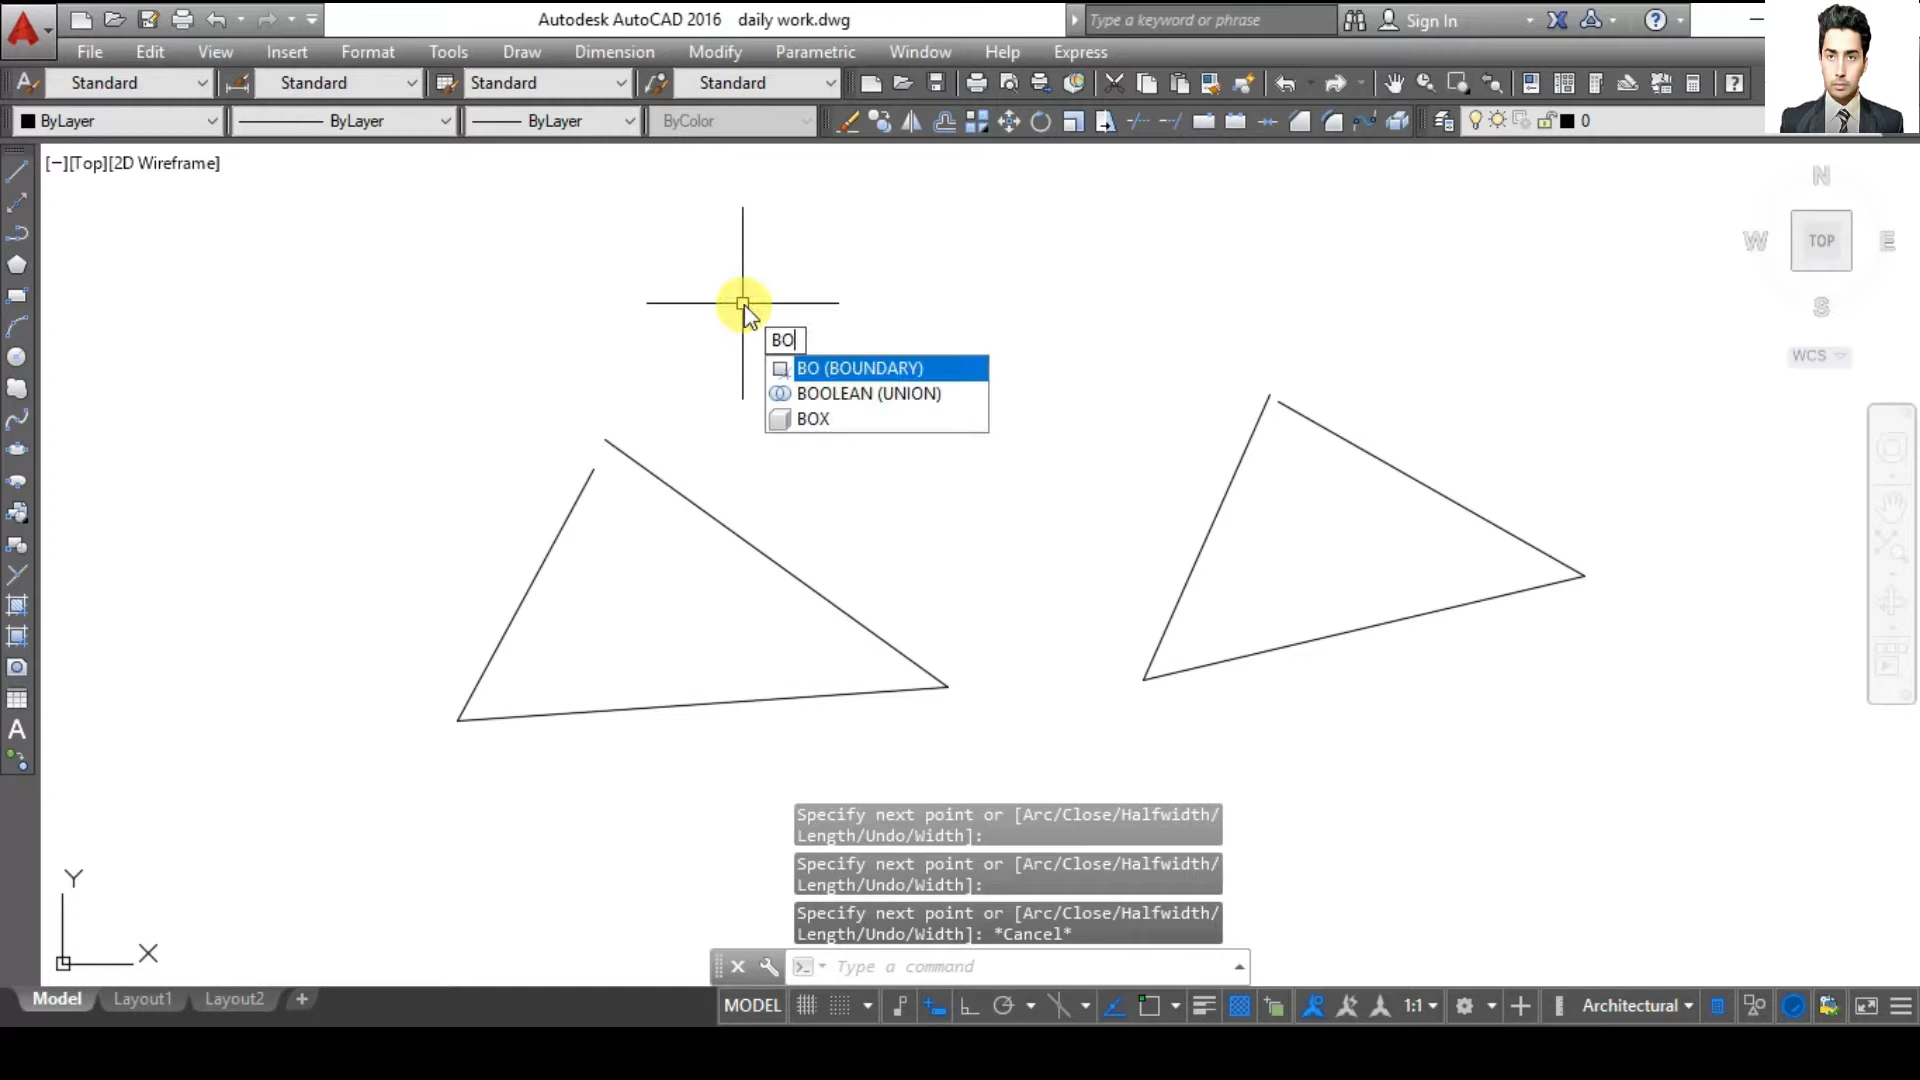 Autodesk AutoCAD 2016 daily work.dwg
Type a keyword or phrase
Sign In
File Edit View Insert Format Tools Draw Dimension Modify Parametric Window Help Express
Standard Standard Standard Standard
ByLayer ByLayer ByLayer ByColor 0
[−][Top][2D Wireframe]
N
W TOP E
S
WCS
BO
BO (BOUNDARY)
BOOLEAN (UNION)
BOX
Specify next point or [Arc/Close/Halfwidth/
Length/Undo/Width]:
Specify next point or [Arc/Close/Halfwidth/
Length/Undo/Width]:
Specify next point or [Arc/Close/Halfwidth/
Length/Undo/Width]: *Cancel*
Y
X
Type a command
Model Layout1 Layout2 +
MODEL 1:1 Architectural
A